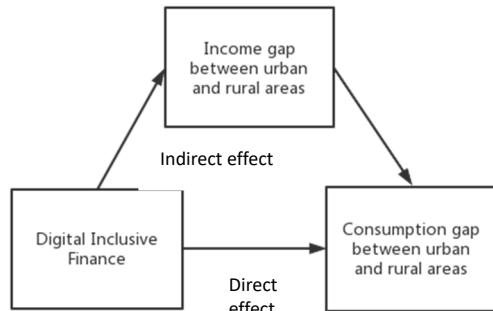 Income gap
between urban
and rural areas
Indirect effect
Digital Inclusive
Finance
Consumption gap
between urban
and rural areas
Direct
effect